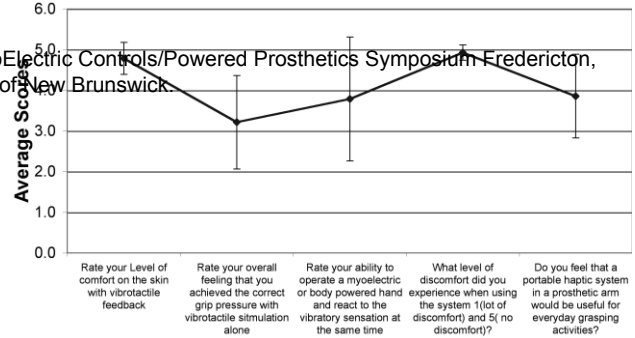 6.0
5.0
oElectric Controls/Powered Prosthetics Symposium Fredericton,
of New Brunswick.
4.0
3.0
2.0
1.0
0.0
Average Scores
Rate your Level of
comfort on the skin
with vibrotactile
feedback
Rate your overall
feeling that you
achieved the correct
grip pressure with
vibrotactile sitmulation
alone
Rate your ability to
operate a myoelectric
or body powered hand
and react to the
vibratory sensation at
the same time
What level of
discomfort did you
experience when using
the system 1(lot of
discomfort) and 5( no
discomfort)?
Do you feel that a
portable haptic system
in a prosthetic arm
would be useful for
everyday grasping
activities?